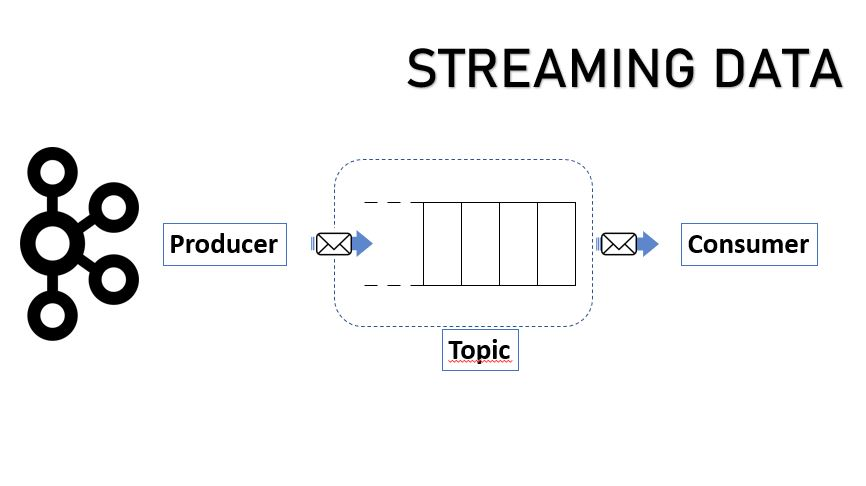 STREAMING DATA
Producer
Consumer
Topic